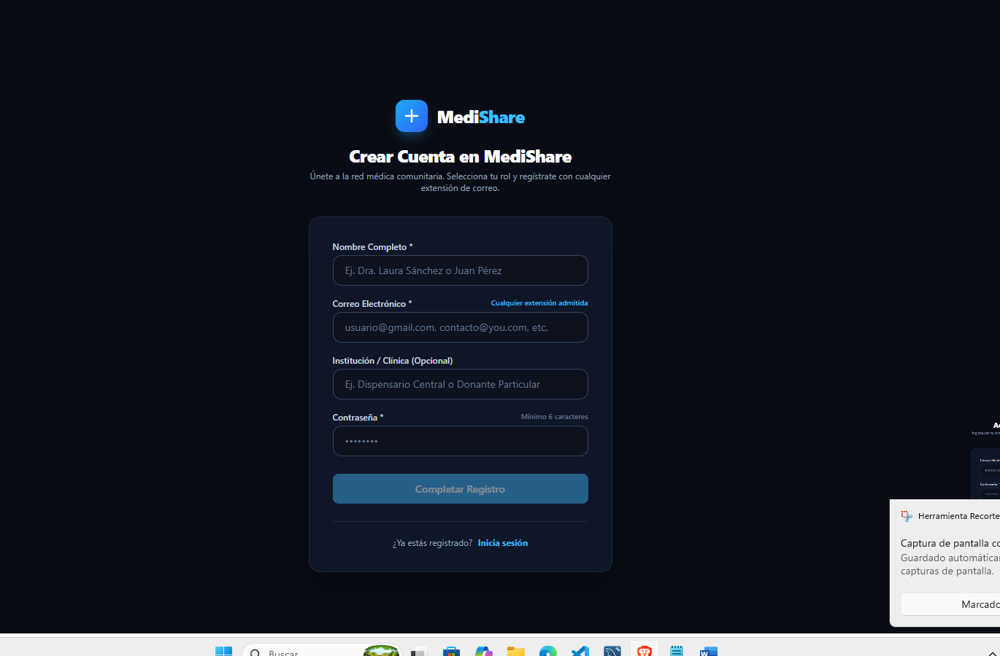 MediShare
Crear Cuenta en MediShare
Únete a la red médica comunitaria. Selecciona tu rol y regístrate con cualquier
extensión de correo.
Nombre Completo *
Ej. Dra. Laura Sánchez o Juan Pérez
Correo Electrónico *
Cualquier extensión admitida
usuario@gmail.com, contacto@you.com, etc.
Institución / Clínica (Opcional)
Ej. Dispensario Central o Donante Particular
Contraseña *
Mínimo 6 caracteres
Completar Registro
¿Ya estás registrado? Inicia sesión
Correo
Contraseña *
Herramienta Recorte
Captura de pantalla
Guardado
capturas de pantalla.
Buscar